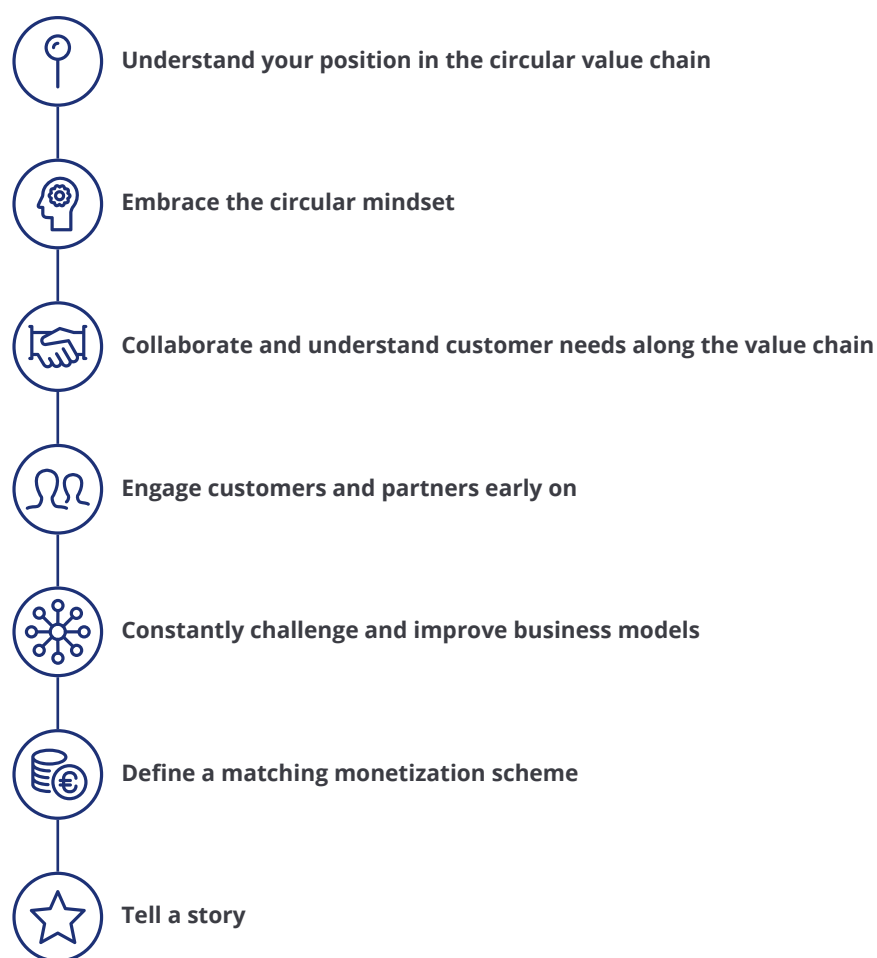 Understand your position in the circular value chain
Embrace the circular mindset
Collaborate and understand customer needs along the value chain
Engage customers and partners early on
Constantly challenge and improve business models
€
Define a matching monetization scheme
Tell a story